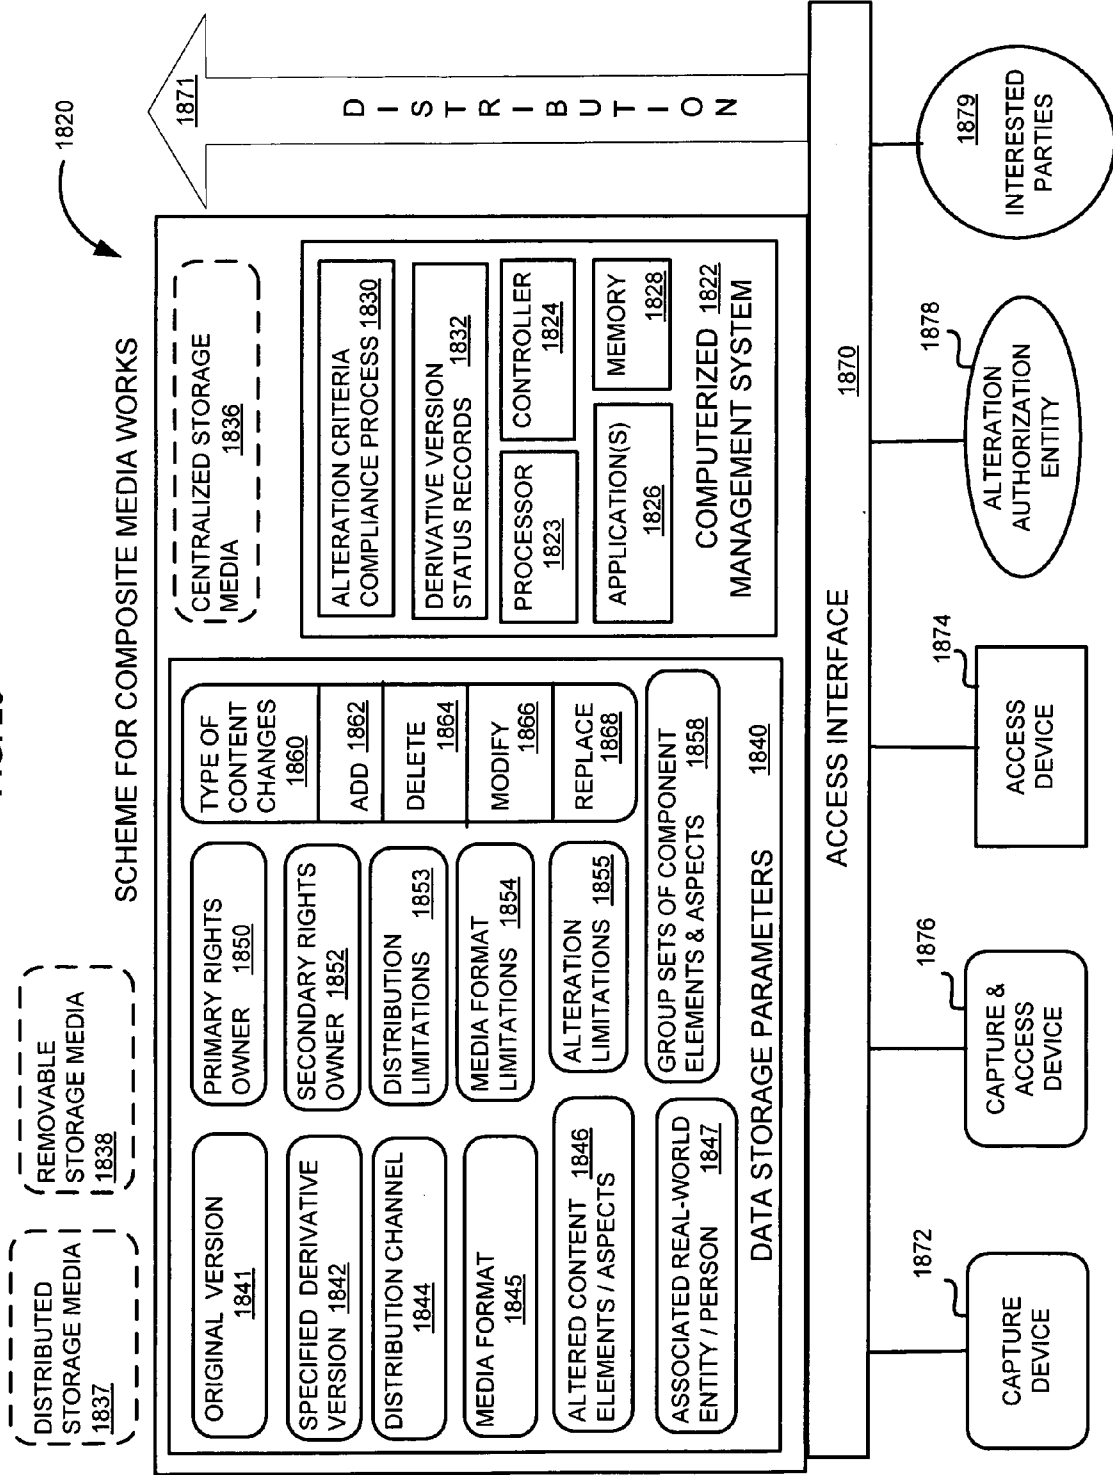 SCHEME FOR COMPOSITE MEDIA WORKS
1820
DISTRIBUTED
STORAGE MEDIA
1837
REMOVABLE
STORAGE MEDIA
1838
ORIGINAL VERSION
1841
SPECIFIED DERIVATIVE
VERSION 1842
DISTRIBUTION CHANNEL
1844
MEDIA FORMAT
1845
ALTERED CONTENT 1846
ELEMENTS / ASPECTS
ASSOCIATED REAL-WORLD
ENTITY / PERSON 1847
PRIMARY RIGHTS
OWNER 1850
SECONDARY RIGHTS
OWNER 1852
DISTRIBUTION
LIMITATIONS 1853
MEDIA FORMAT
LIMITATIONS 1854
ALTERATION
LIMITATIONS 1855
GROUP SETS OF COMPONENT
ELEMENTS & ASPECTS 1858
TYPE OF
CONTENT
CHANGES
1860
ADD 1862
DELETE
1864
MODIFY
1866
REPLACE
1868
DATA STORAGE PARAMETERS 1840
CENTRALIZED STORAGE
MEDIA 1836
ALTERATION CRITERIA
COMPLIANCE PROCESS 1830
DERIVATIVE VERSION
STATUS RECORDS 1832
PROCESSOR
1823
CONTROLLER
1824
APPLICATION(S)
1826
MEMORY
1828
COMPUTERIZED 1822
MANAGEMENT SYSTEM
1871
D
I
S
T
R
I
B
U
T
I
O
N
ACCESS INTERFACE 1870
1872
CAPTURE
DEVICE
1876
CAPTURE &
ACCESS
DEVICE
1874
ACCESS
DEVICE
1878
ALTERATION
AUTHORIZATION
ENTITY
1879
INTERESTED
PARTIES